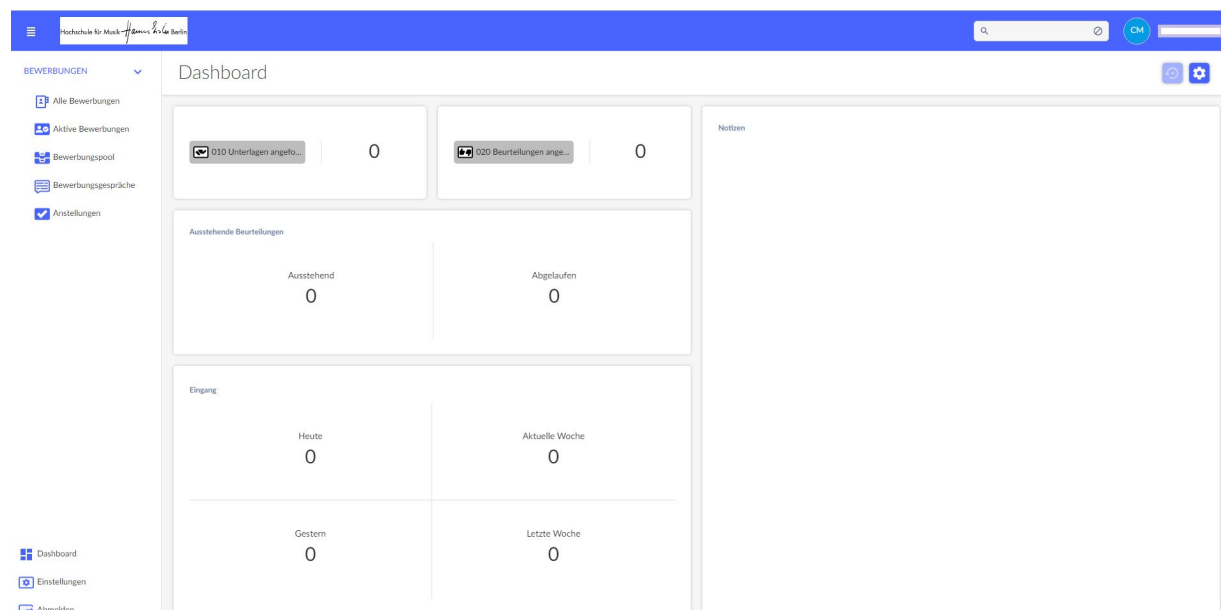 Hochschule für Musik Hanns Eisler Berlin
CM
BEWERBUNGEN
Alle Bewerbungen
Aktive Bewerbungen
Bewerbungspool
Bewerbungsgespräche
Anstellungen
Dashboard
Einstellungen
Abmelden
Dashboard
010 Unterlagen angefo...
0
020 Beurteilungen ange...
0
Ausstehende Beurteilungen
Ausstehend
0
Abgelaufen
0
Eingang
Heute
0
Aktuelle Woche
0
Gestern
0
Letzte Woche
0
Notizen